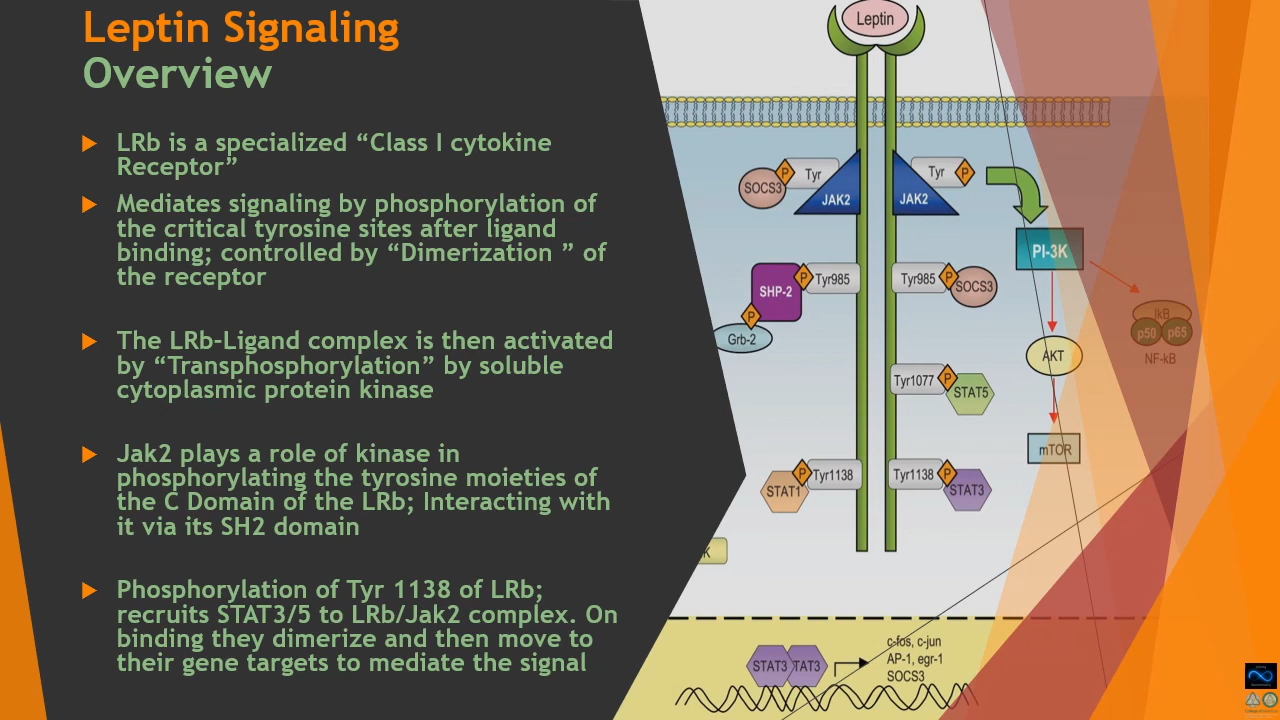 Leptin Signaling
Overview
LRb is a specialized “Class I cytokine
Receptor”
Mediates signaling by phosphorylation of
the critical tyrosine sites after ligand
binding; controlled by “Dimerization ” of
the receptor
The LRb-Ligand complex is then activated
by “Transphosphorylation” by soluble
cytoplasmic protein kinase
Jak2 plays a role of kinase in
phosphorylating the tyrosine moieties of
the C Domain of the LRb; Interacting with
it via its SH2 domain
Phosphorylation of Tyr 1138 of LRb;
recruits STAT3/5 to LRb/Jak2 complex. On
binding they dimerize and then move to
their gene targets to mediate the signal
Leptin
SOCS3 P Tyr
JAK2
Tyr P
JAK2
PI-3K
SHP-2 P Tyr985
P
Grb-2
Tyr985 P SOCS3
IkB
p50 p65
NF-kB
AKT
Tyr1077 P STAT5
mTOR
STAT1 P Tyr1138
Tyr1138 P STAT3
K
STAT3 TAT3
c-fos, c-jun
AP-1, egr-1
SOCS3